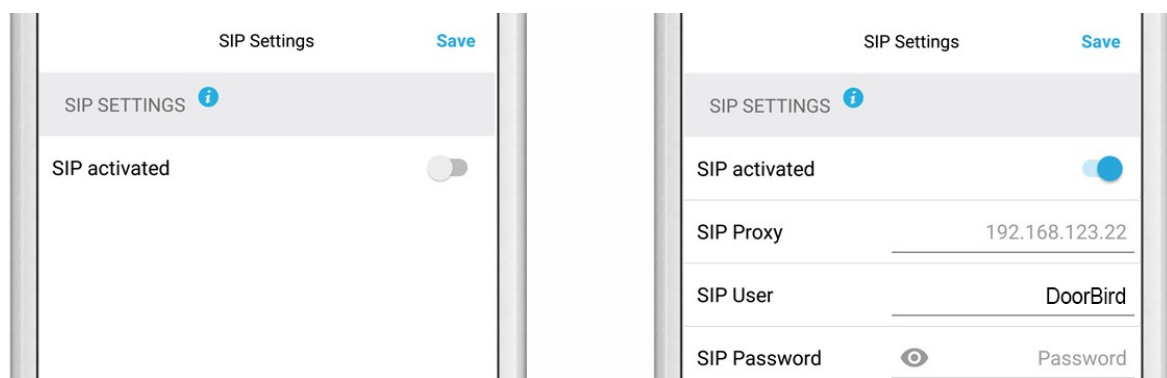 SIP Settings Save
SIP SETTINGS i
SIP activated
SIP Settings Save
SIP SETTINGS i
SIP activated
SIP Proxy 192.168.123.22
SIP User DoorBird
SIP Password Password